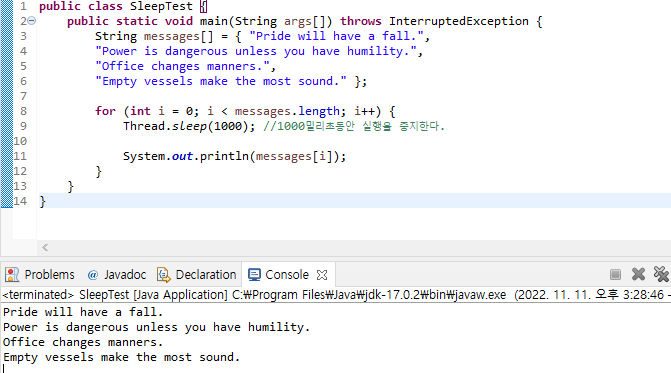 1 public class SleepTest {
2 public static void main(String args[]) throws InterruptedException {
3 String messages[] = { "Pride will have a fall.",
4 "Power is dangerous unless you have humility.",
5 "Office changes manners.",
6 "Empty vessels make the most sound." };
7
8 for (int i = 0; i < messages.length; i++) {
9 Thread.sleep(1000); //1000밀리초동안 실행을 중지한다.
10
11 System.out.println(messages[i]);
12 }
13 }
14 }
Problems @ Javadoc Declaration Console
<terminated> SleepTest [Java Application] C:₩Program Files₩Java₩jdk-17.0.2₩bin₩javaw.exe (2022. 11. 11. 오후 3:28:46 –
Pride will have a fall.
Power is dangerous unless you have humility.
Office changes manners.
Empty vessels make the most sound.